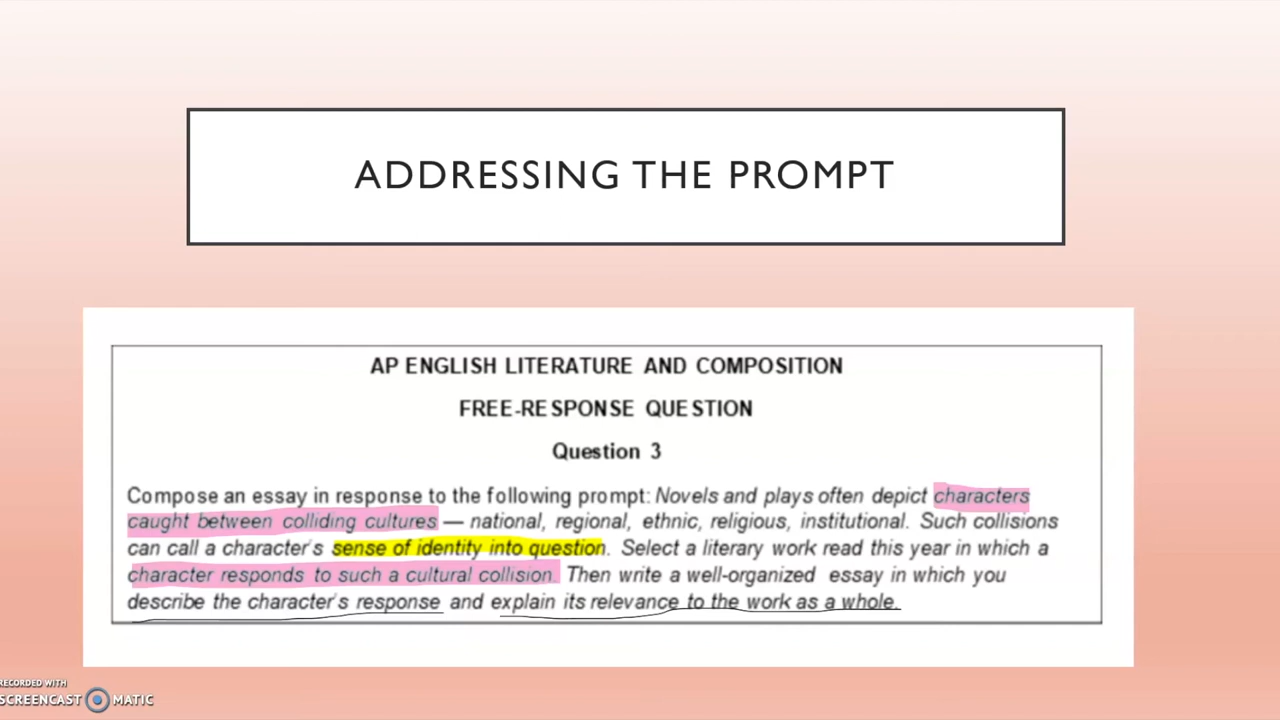 ADDRESSING THE PROMPT
AP ENGLISH LITERATURE AND COMPOSITION
FREE-RESPONSE QUESTION
Question 3
Compose an essay in response to the following prompt: Novels and plays often depict characters
caught between colliding cultures — national, regional, ethnic, religious, institutional. Such collisions
can call a character's sense of identity into question. Select a literary work read this year in which a
character responds to such a cultural collision. Then write a well-organized essay in which you
describe the character's response and explain its relevance to the work as a whole.
RECORDED WITH
SCREENCAST MATIC